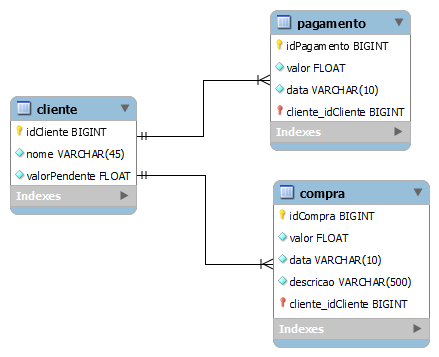 cliente
idCliente BIGINT
nome VARCHAR(45)
valorPendente FLOAT
Indexes
pagamento
idPagamento BIGINT
valor FLOAT
data VARCHAR(10)
cliente_idCliente BIGINT
Indexes
compra
idCompra BIGINT
valor FLOAT
data VARCHAR(10)
descricao VARCHAR(500)
cliente_idCliente BIGINT
Indexes